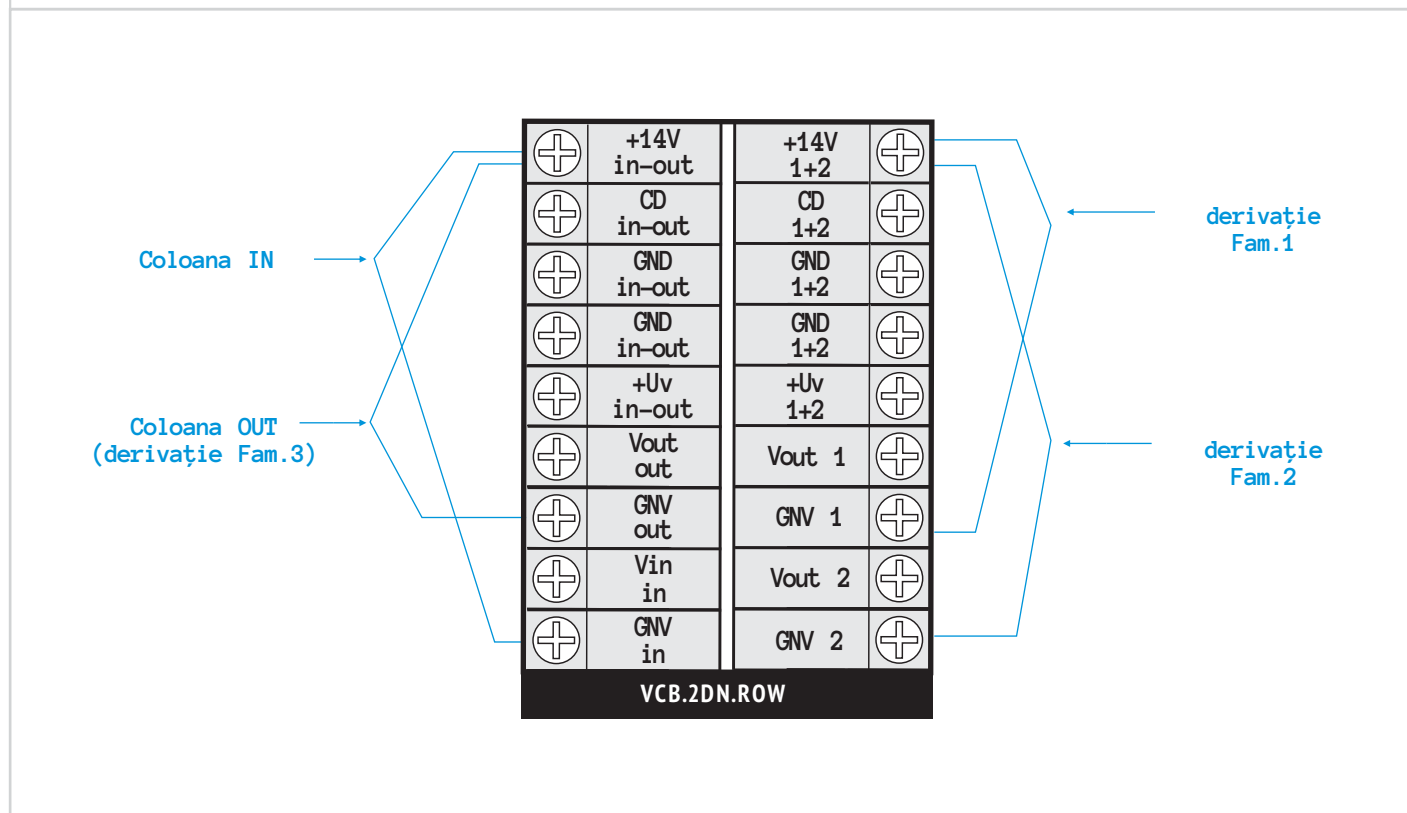 +14V
in-out
+14V
1+2
CD
in-out
CD
1+2
GND
in-out
GND
1+2
GND
in-out
GND
1+2
+Uv
in-out
+Uv
1+2
Vout
out
Vout 1
GNV
out
GNV 1
Vin
in
Vout 2
GNV
in
GNV 2
VCB.2DN.ROW
Coloana IN
Coloana OUT
(derivație Fam.3)
derivație
Fam.1
derivație
Fam.2